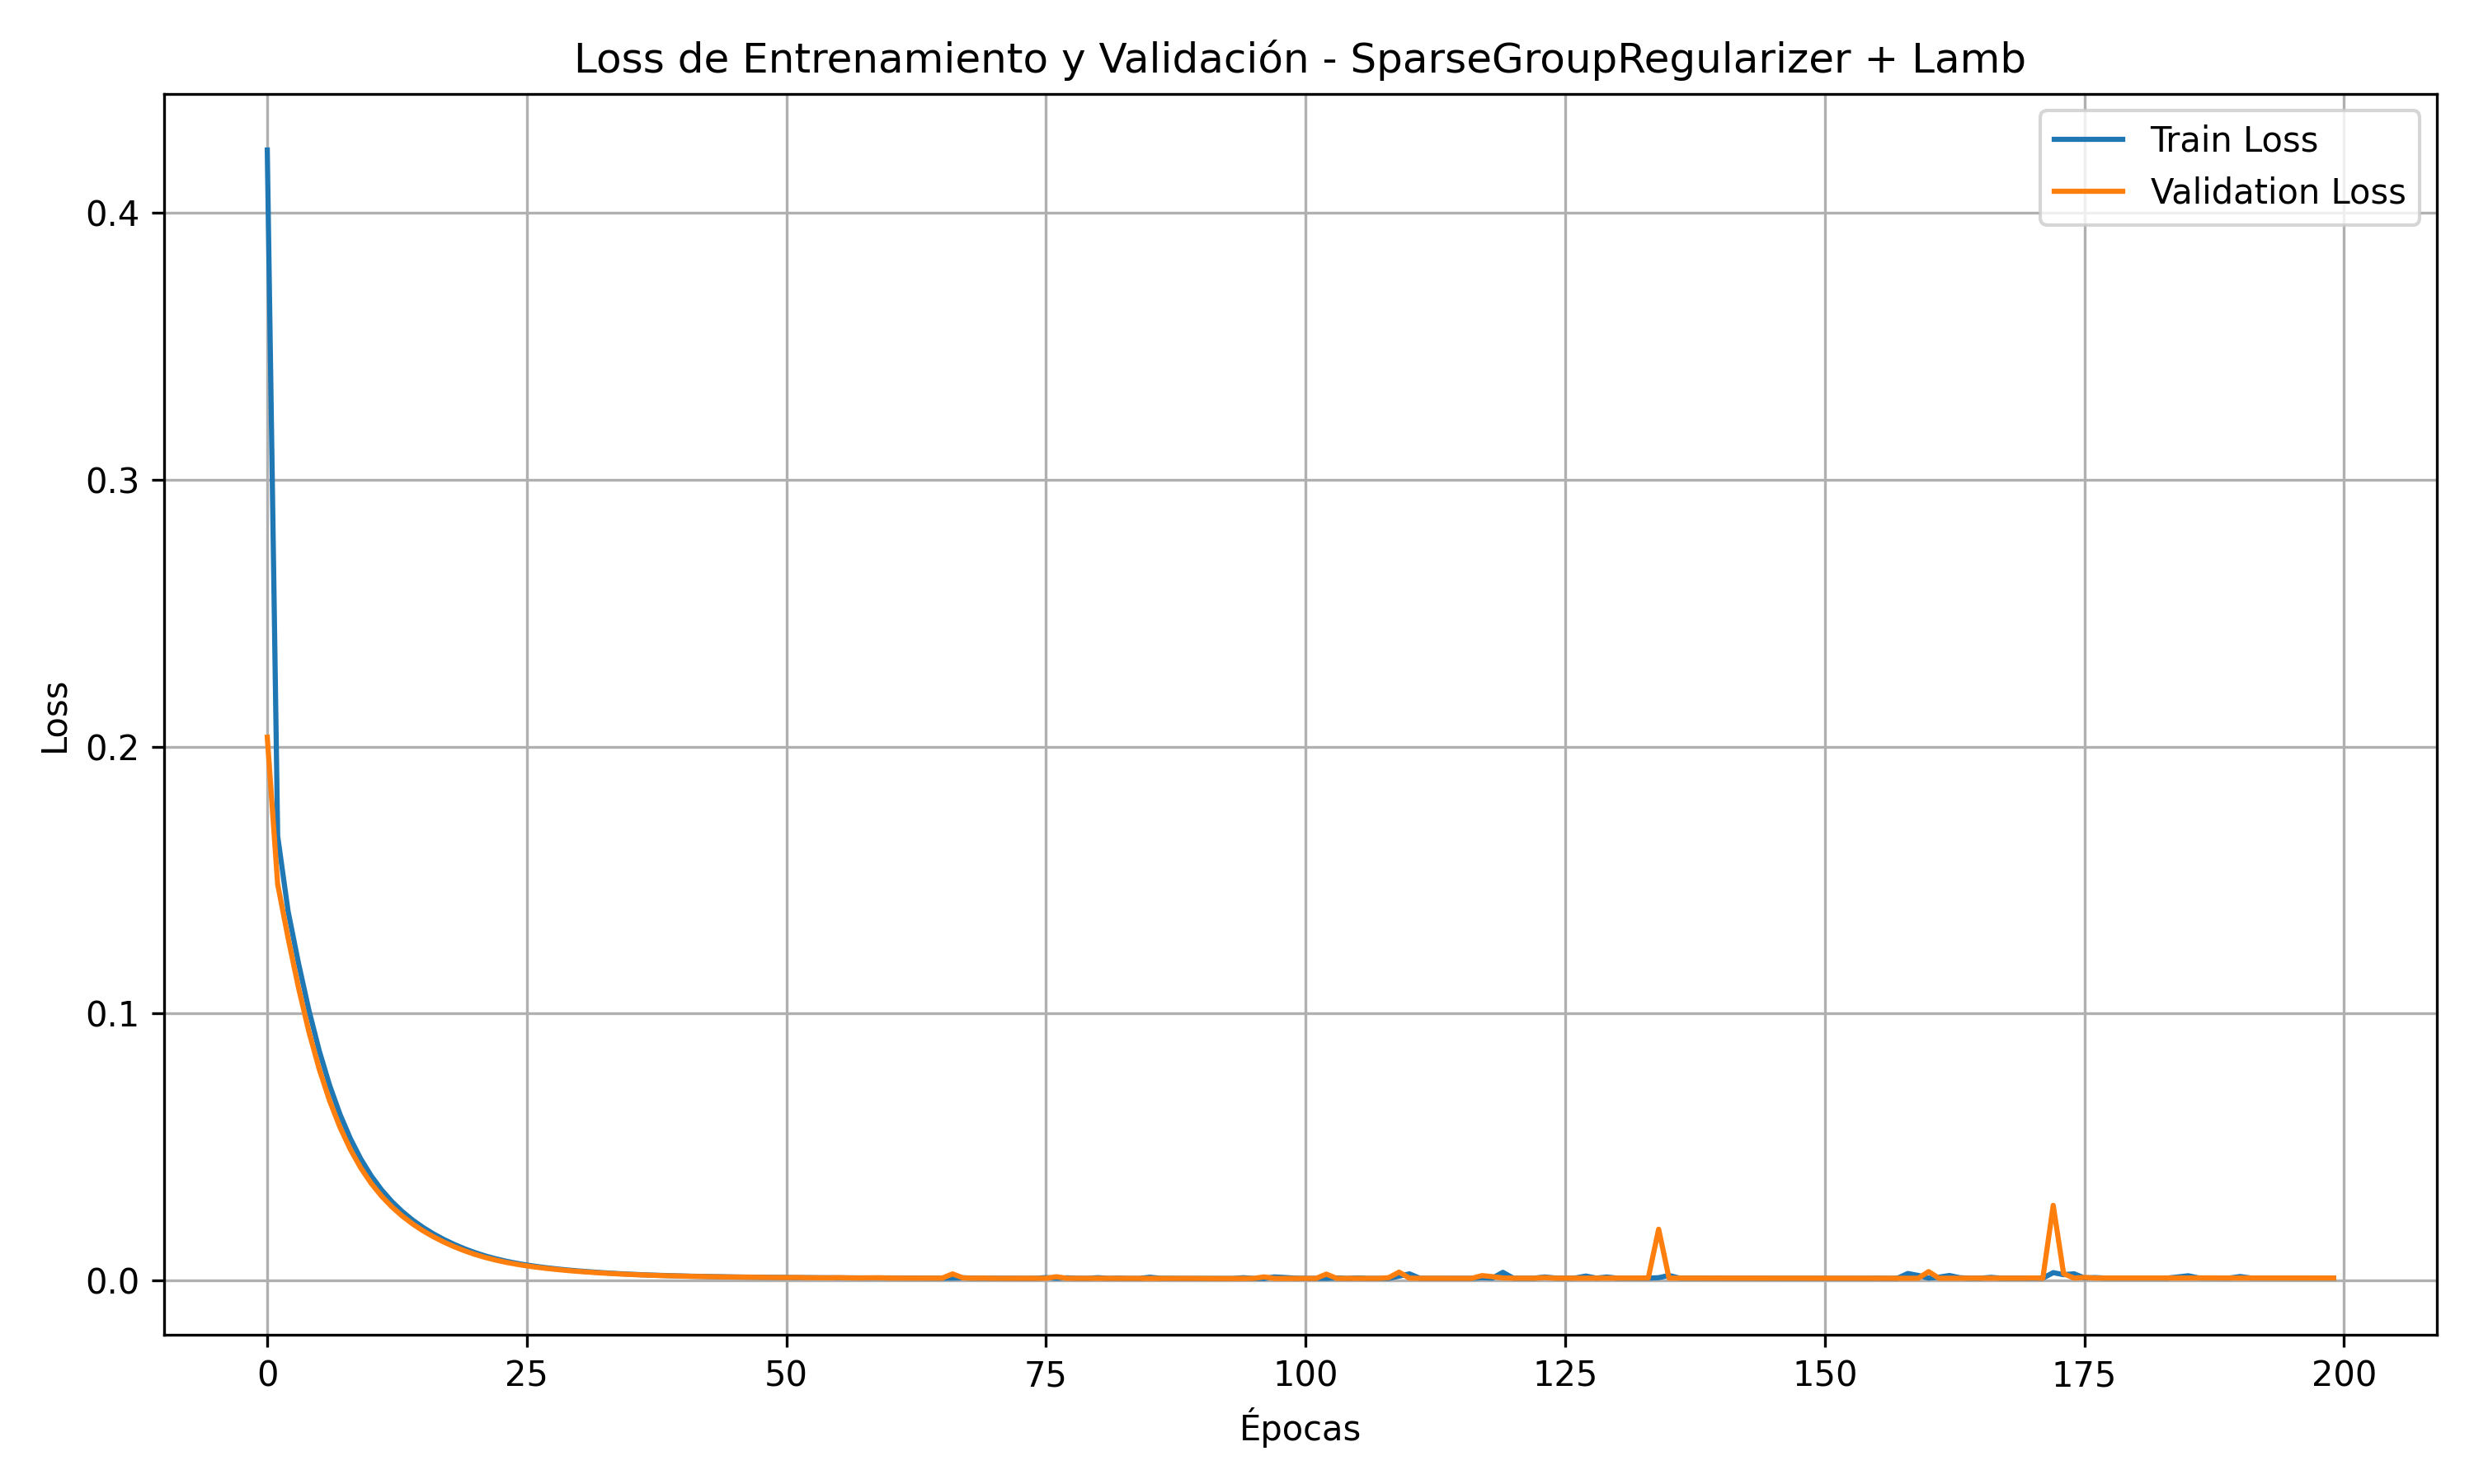 Loss de Entrenamiento y Validación - SparseGroupRegularizer + Lamb
Train Loss
Validation Loss
0.4
0.3
0.2
0.1
0.0
Loss
0 25 50 75 100 125 150 175 200
Épocas